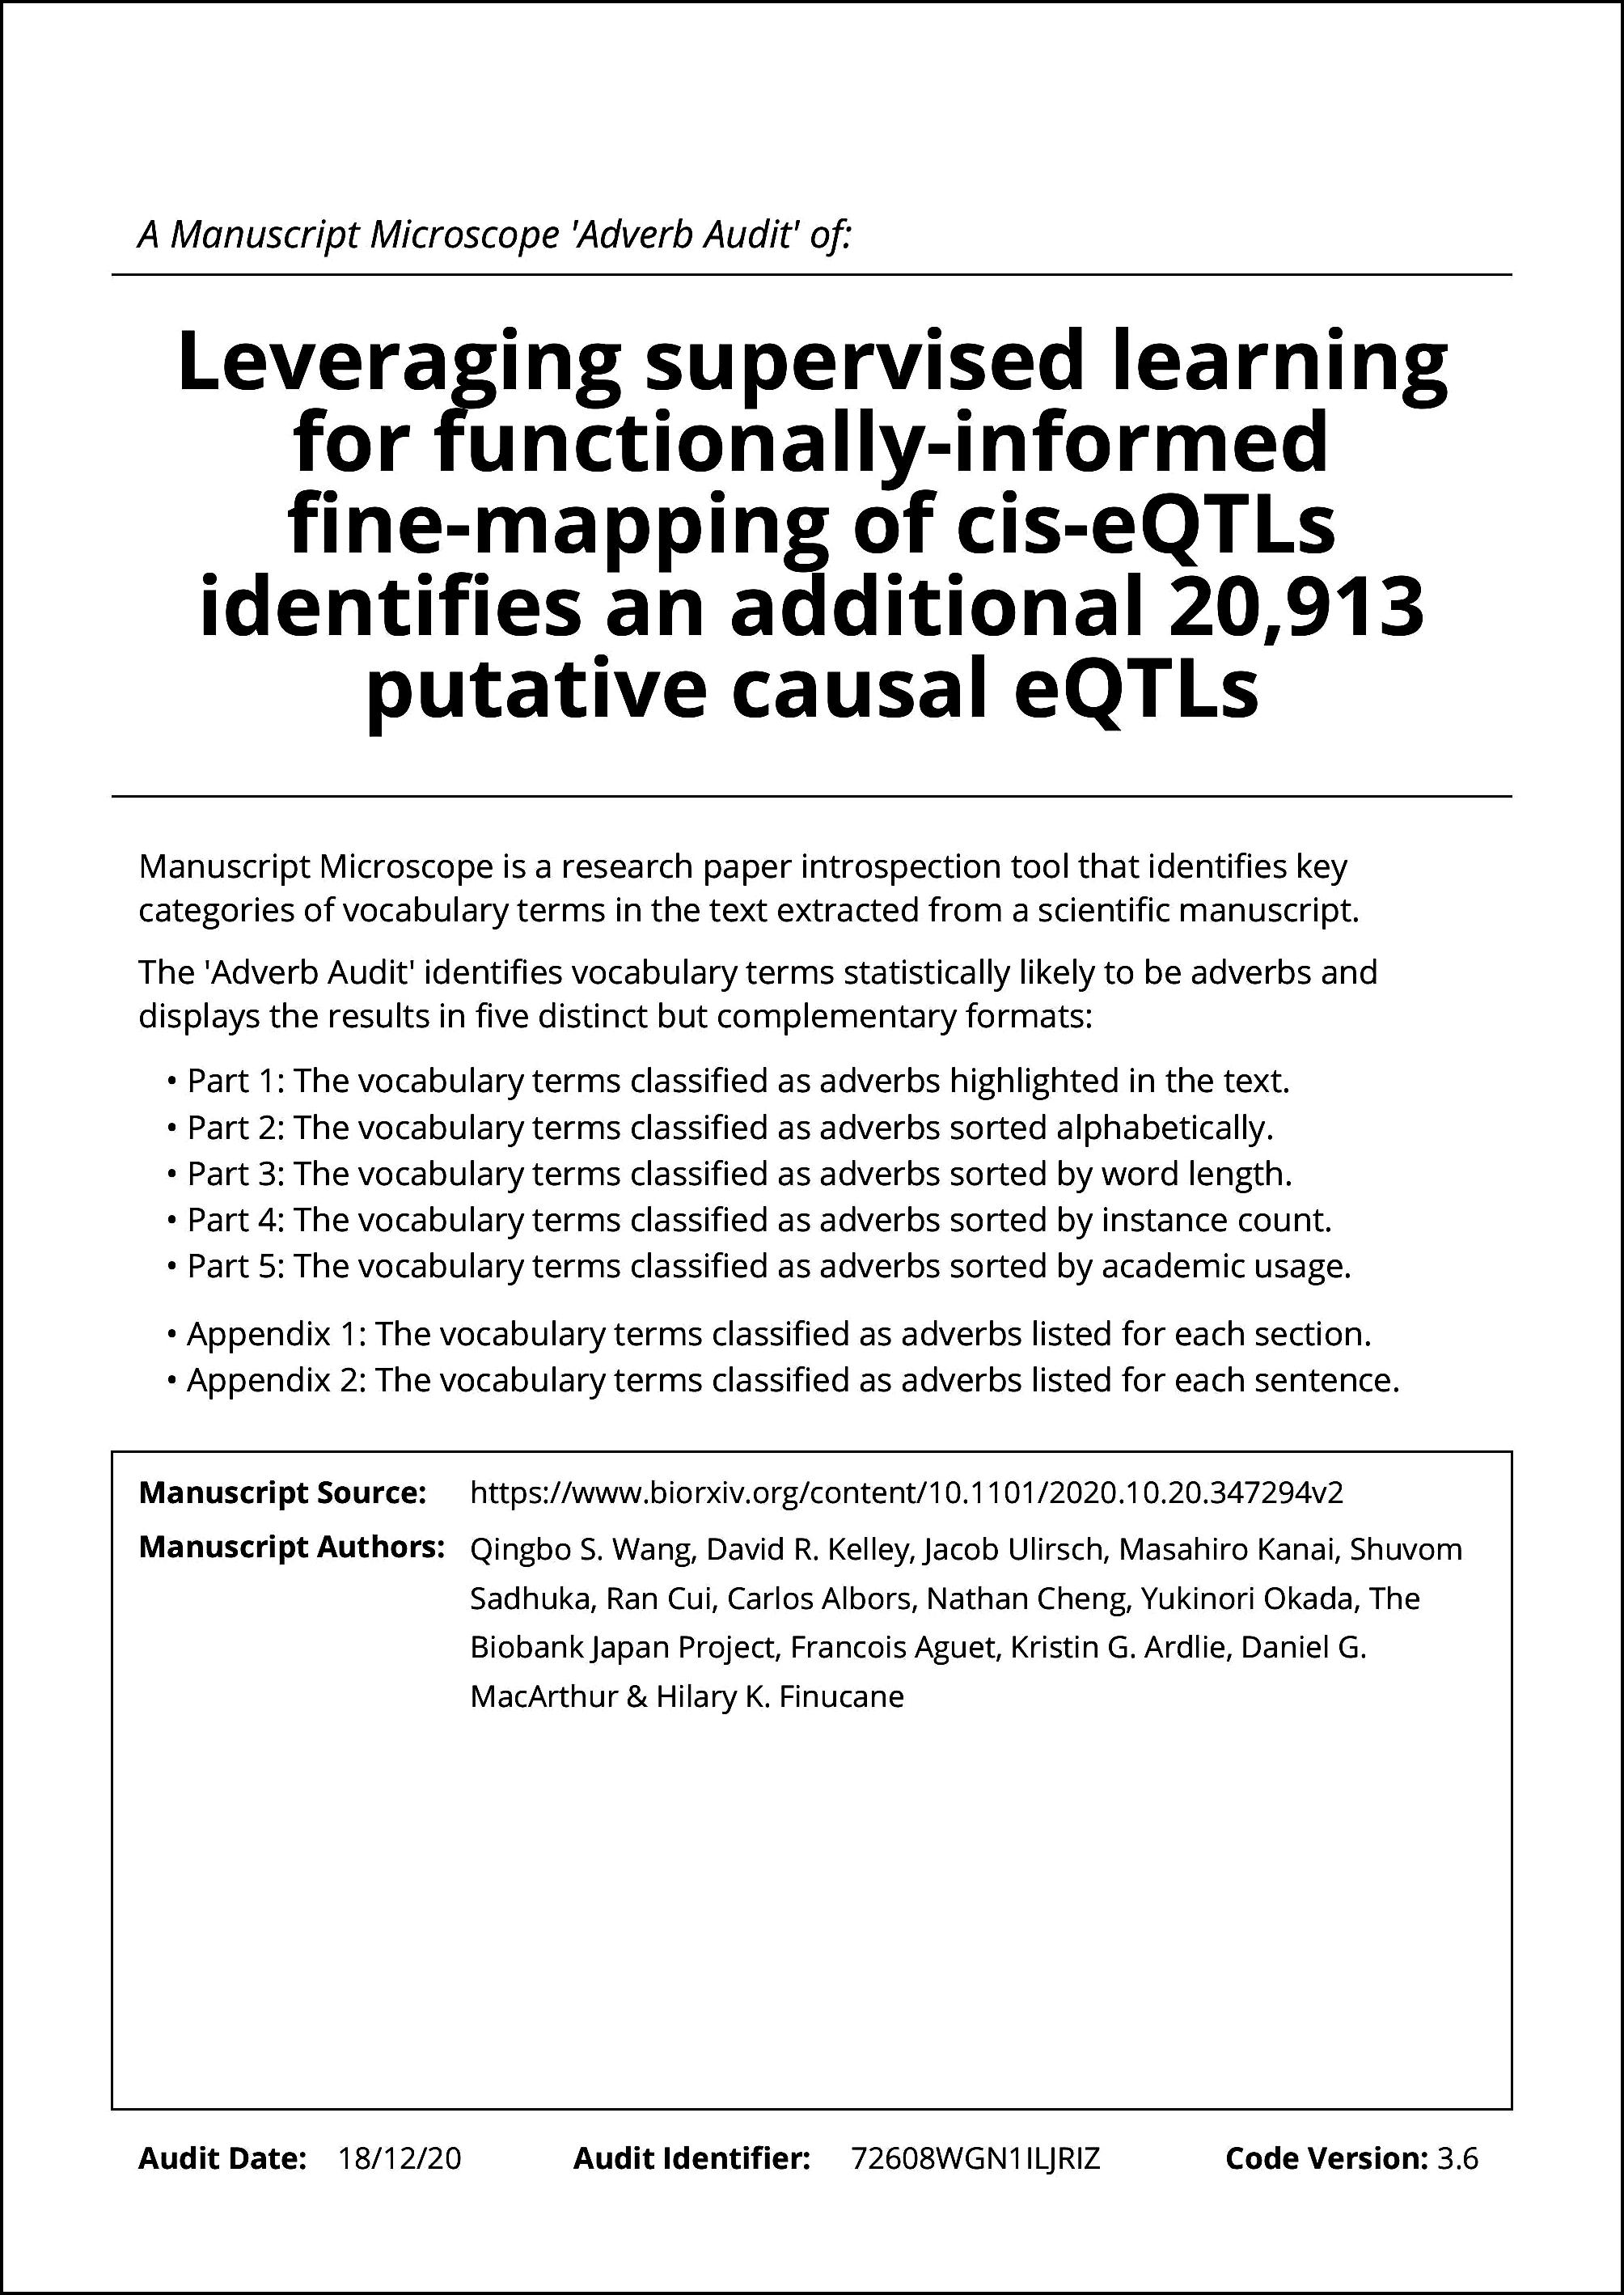 A Manuscript Microscope 'Adverb Audit' of:
Leveraging supervised learning
for functionally-informed
fine-mapping of cis-eQTLs
identifies an additional 20,913
putative causal eQTLs
Manuscript Microscope is a research paper introspection tool that identifies key
categories of vocabulary terms in the text extracted from a scientific manuscript.
The 'Adverb Audit' identifies vocabulary terms statistically likely to be adverbs and
displays the results in five distinct but complementary formats:
• Part 1: The vocabulary terms classified as adverbs highlighted in the text.
• Part 2: The vocabulary terms classified as adverbs sorted alphabetically.
• Part 3: The vocabulary terms classified as adverbs sorted by word length.
• Part 4: The vocabulary terms classified as adverbs sorted by instance count.
• Part 5: The vocabulary terms classified as adverbs sorted by academic usage.
• Appendix 1: The vocabulary terms classified as adverbs listed for each section.
• Appendix 2: The vocabulary terms classified as adverbs listed for each sentence.
Manuscript Source: https://www.biorxiv.org/content/10.1101/2020.10.20.347294v2
Manuscript Authors: Qingbo S. Wang, David R. Kelley, Jacob Ulirsch, Masahiro Kanai, Shuvom
Sadhuka, Ran Cui, Carlos Albors, Nathan Cheng, Yukinori Okada, The
Biobank Japan Project, Francois Aguet, Kristin G. Ardlie, Daniel G.
MacArthur & Hilary K. Finucane
Audit Date: 18/12/20 Audit Identifier: 72608WGN1ILJRIZ Code Version: 3.6